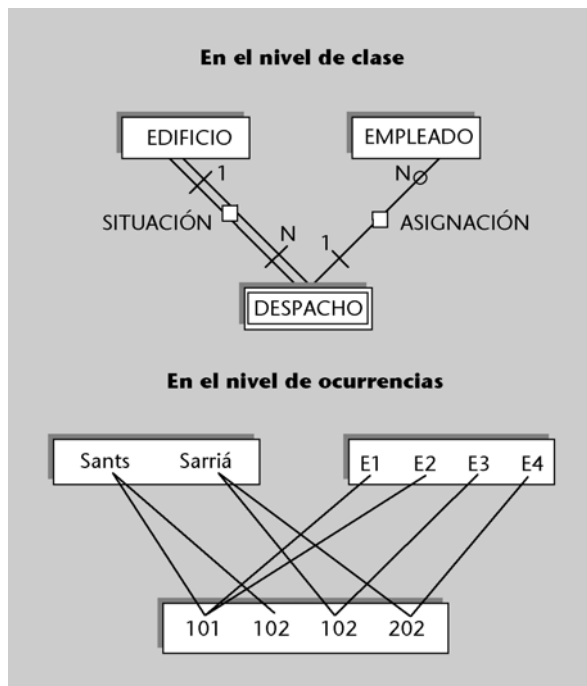 En el nivel de clase
EDIFICIO EMPLEADO
1 N
SITUACIÓN ASIGNACIÓN
N 1
DESPACHO
En el nivel de ocurrencias
Sants Sarriá E1 E2 E3 E4
101 102 102 202